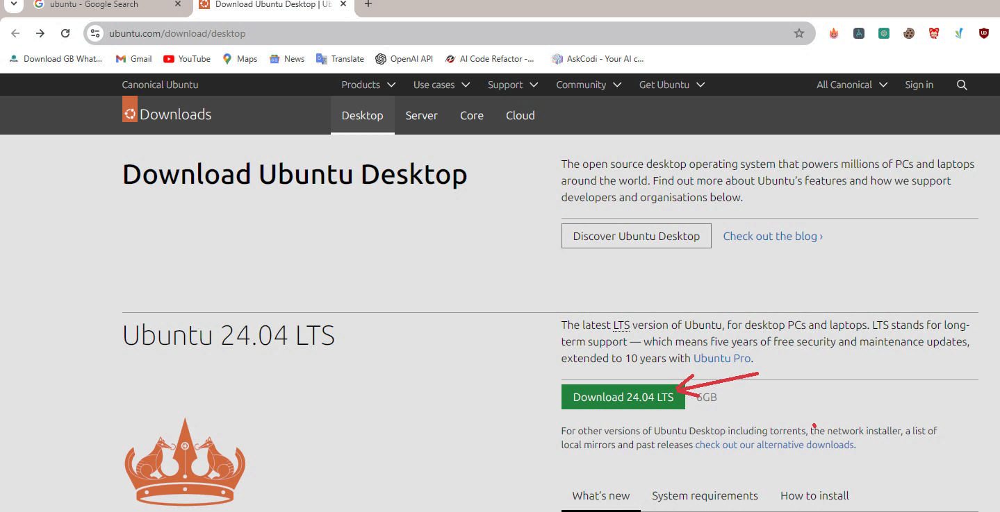 ubuntu - Google Search
Download Ubuntu Desktop | Ub
ubuntu.com/download/desktop
Download GB What...
Gmail
YouTube
Maps
News
Translate
OpenAI API
AI Code Refactor -...
AskCodi - Your AI c...
Canonical Ubuntu
Products
Use cases
Support
Community
Get Ubuntu
All Canonical
Sign in
Downloads
Desktop
Server
Core
Cloud
Download Ubuntu Desktop
The open source desktop operating system that powers millions of PCs and laptops
around the world. Find out more about Ubuntu’s features and how we support
developers and organisations below.
Discover Ubuntu Desktop
Check out the blog ›
Ubuntu 24.04 LTS
The latest LTS version of Ubuntu, for desktop PCs and laptops. LTS stands for long-
term support — which means five years of free security and maintenance updates,
extended to 10 years with Ubuntu Pro.
Download 24.04 LTS
6GB
For other versions of Ubuntu Desktop including torrents, the network installer, a list of
local mirrors and past releases check out our alternative downloads.
What’s new
System requirements
How to install